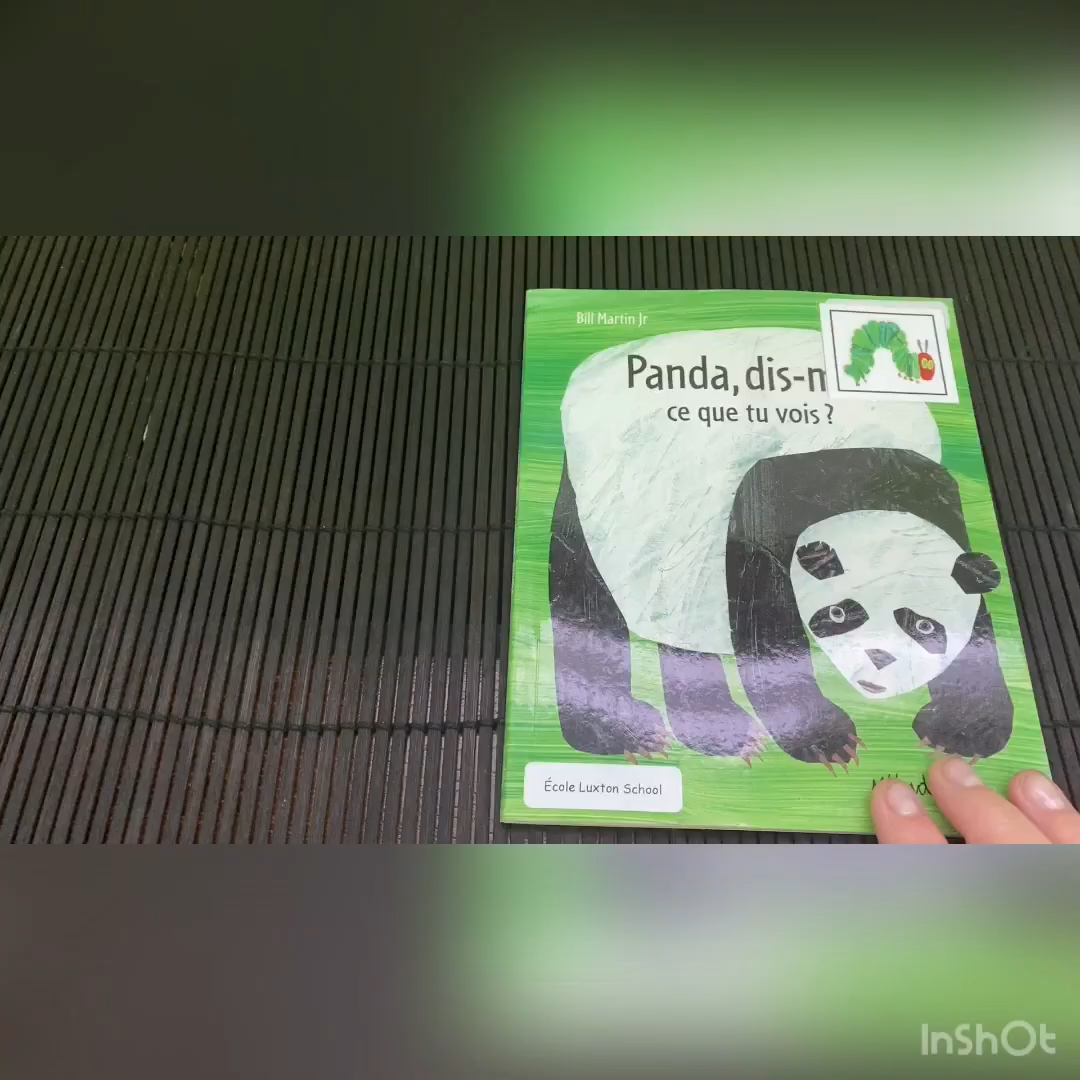 Bill Martin Jr
Panda, dis-m
ce que tu vois ?
École Luxton School
InShOt